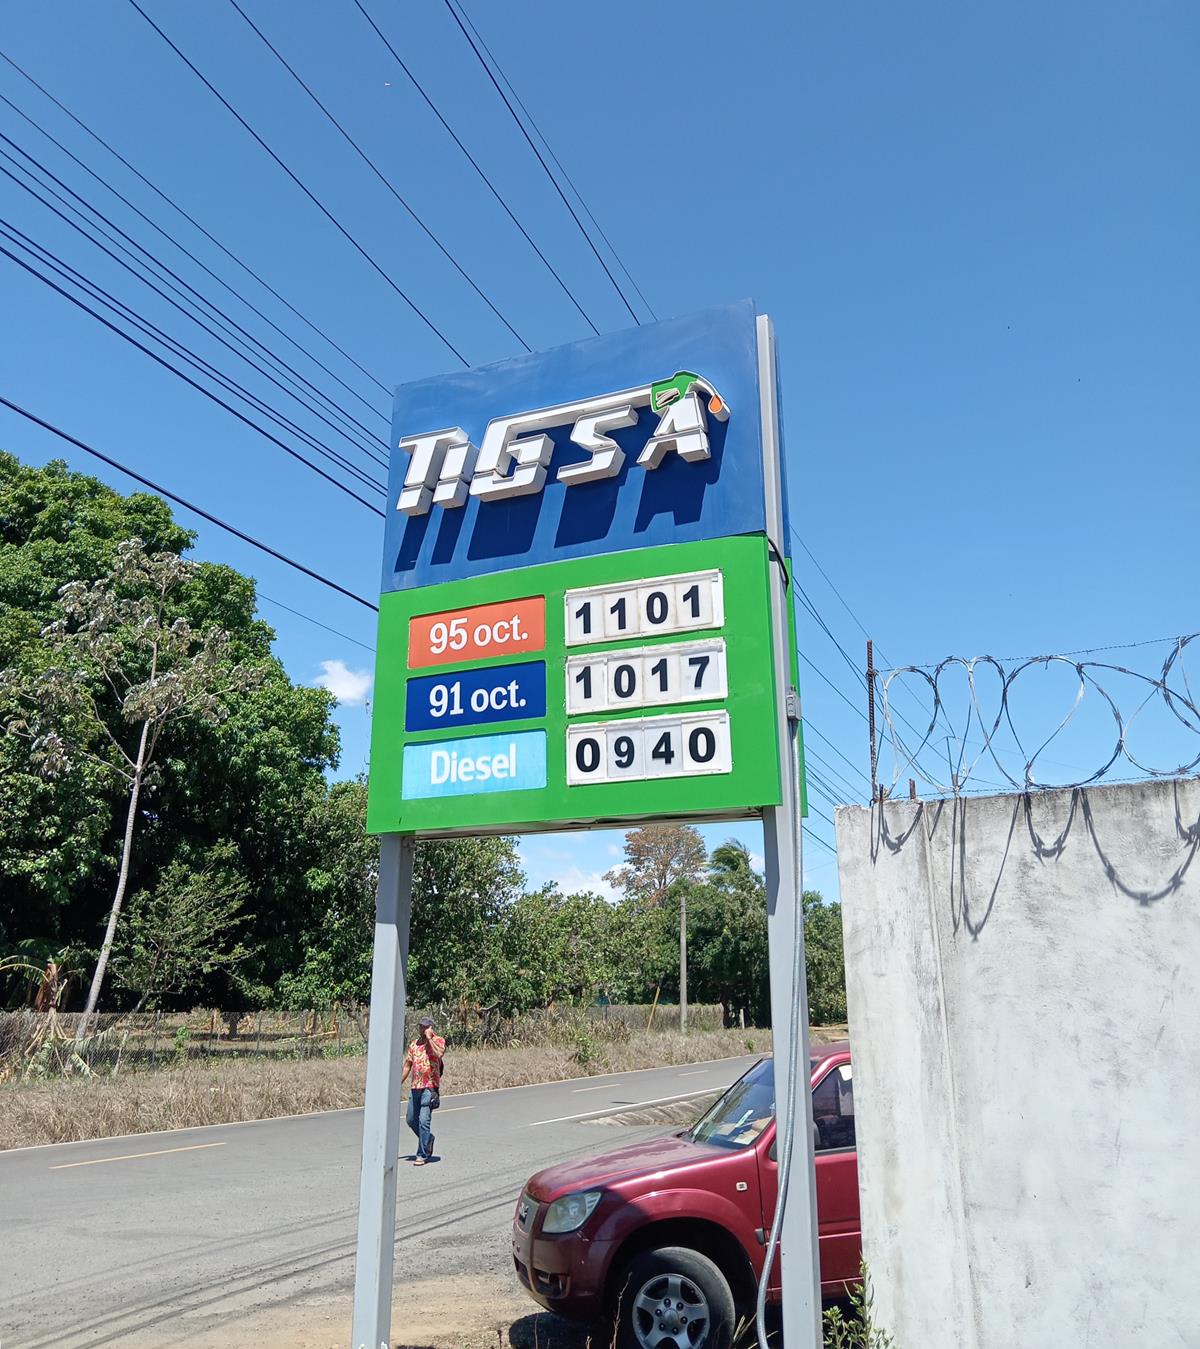 TIGSA
95 oct. 1101
91 oct. 1017
Diesel 0940